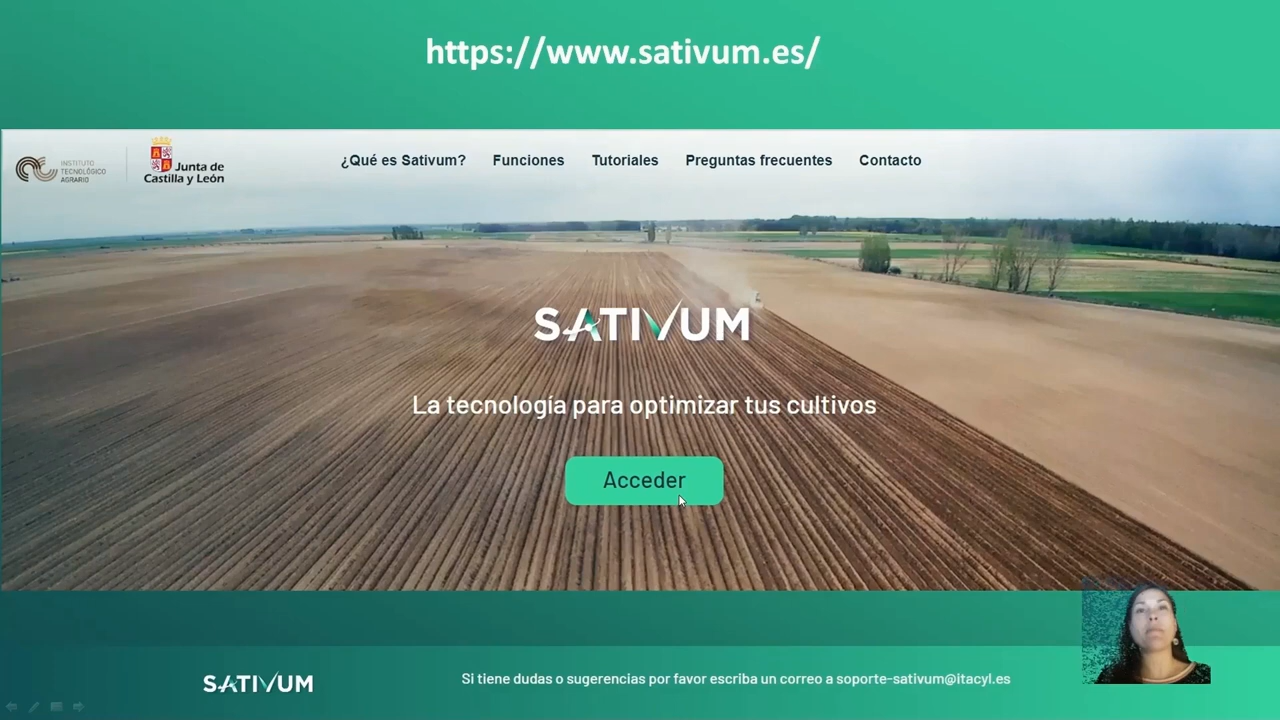 https://www.sativum.es/
INSTITUTO
TECNOLÓGICO
AGRARIO
Junta de
Castilla y León
¿Qué es Sativum? Funciones Tutoriales Preguntas frecuentes Contacto
SATIVUM
La tecnología para optimizar tus cultivos
Acceder
SATIVUM
Si tiene dudas o sugerencias por favor escriba un correo a soporte-sativum@itacyl.es